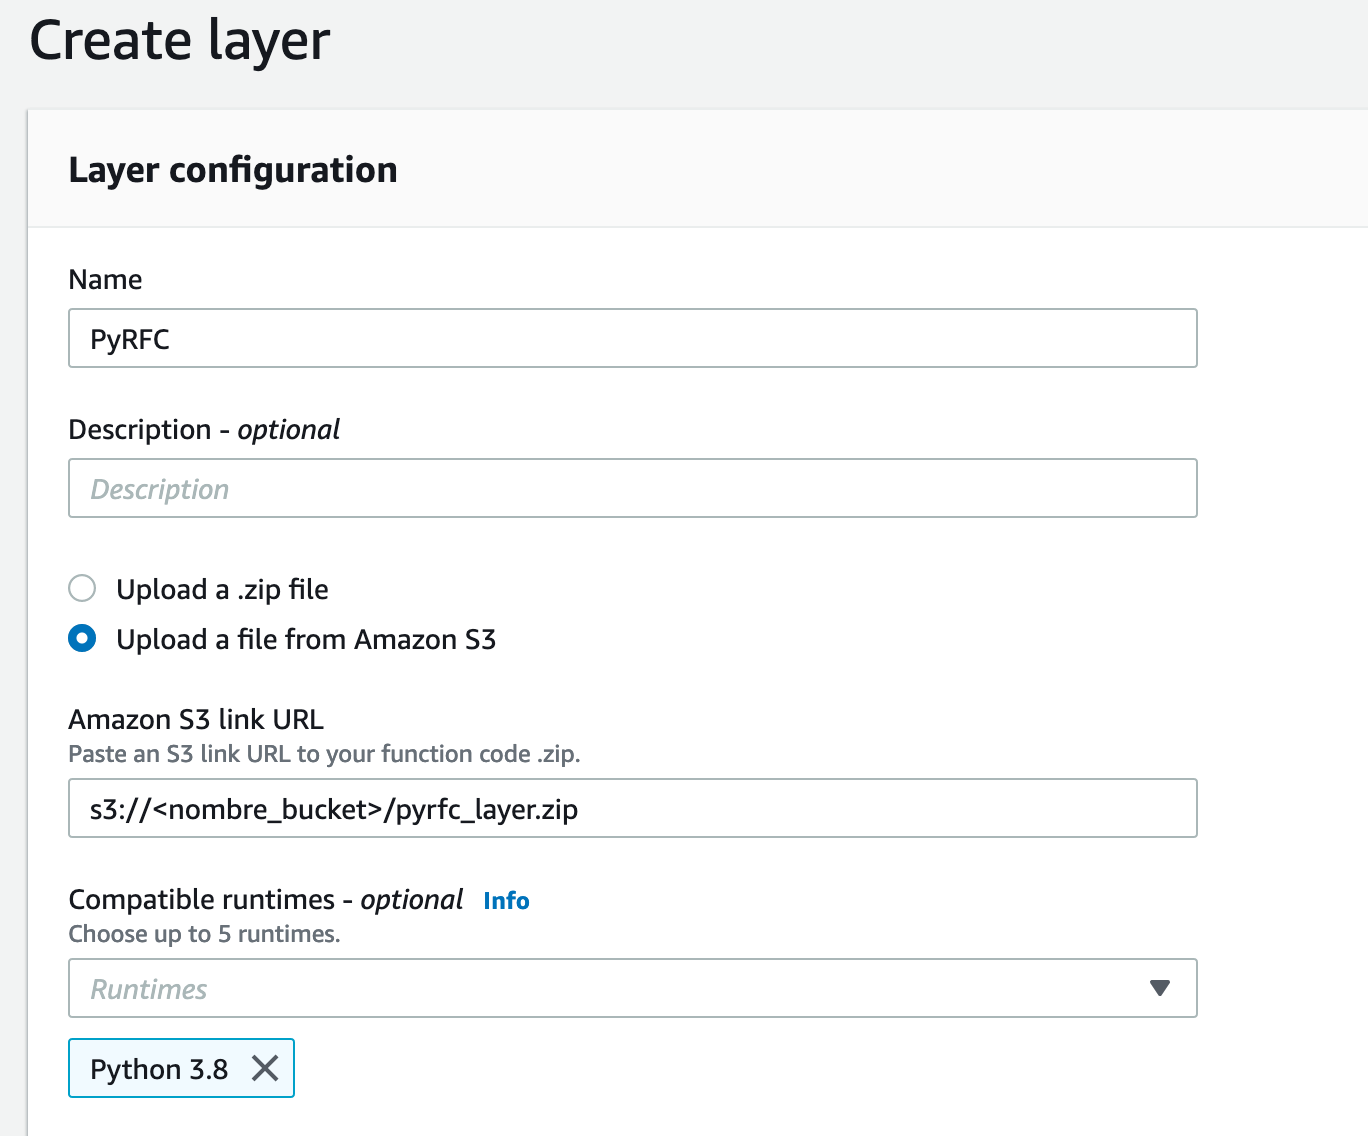 Create layer
Layer configuration
Name
PyRFC
Description - optional
Description
Upload a .zip file
Upload a file from Amazon S3
Amazon S3 link URL
Paste an S3 link URL to your function code .zip.
s3://<nombre_bucket>/pyrfc_layer.zip
Compatible runtimes - optional Info
Choose up to 5 runtimes.
Runtimes
Python 3.8